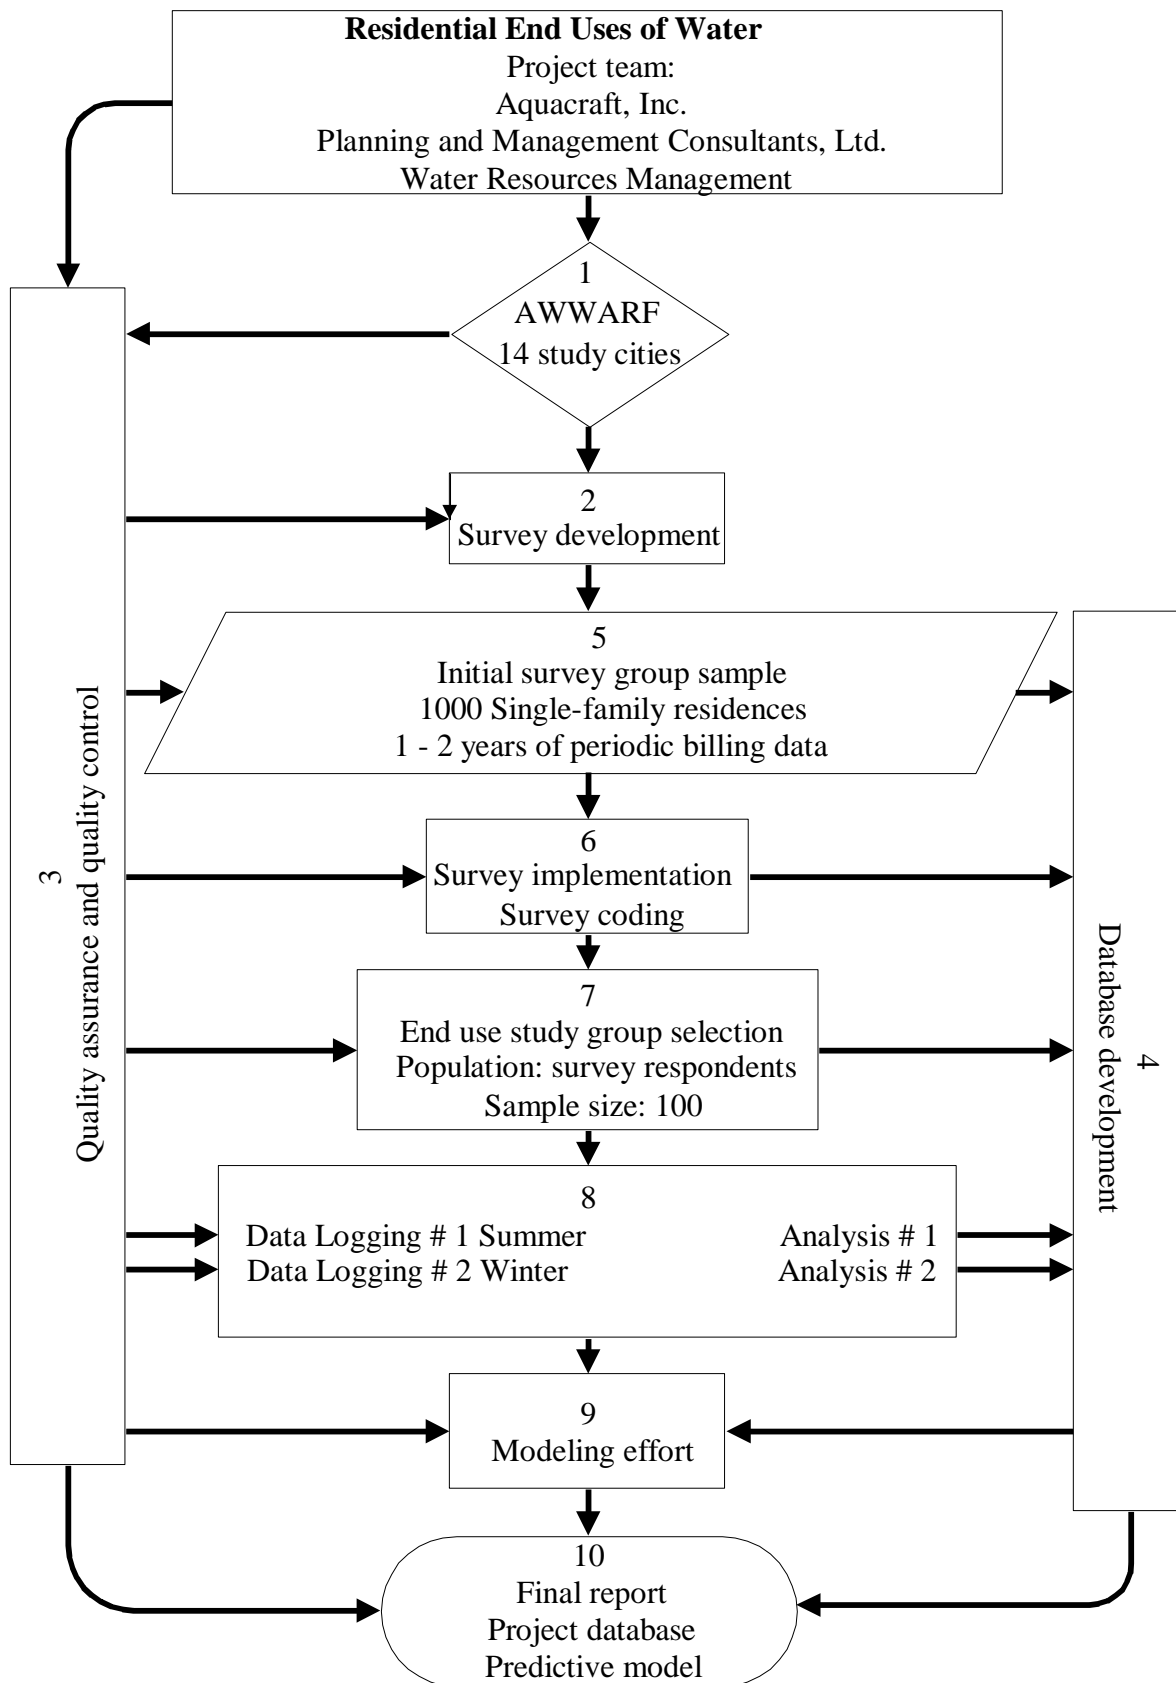 Residential End Uses of Water
Project team:
Aquacraft, Inc.
Planning and Management Consultants, Ltd.
Water Resources Management
1
AWWARF
14 study cities
2
Survey development
3
Quality assurance and quality control
5
Initial survey group sample
1000 Single-family residences
1 - 2 years of periodic billing data
6
Survey implementation
Survey coding
7
End use study group selection
Population: survey respondents
Sample size: 100
4
Database development
8
Data Logging # 1 Summer
Analysis # 1
Data Logging # 2 Winter
Analysis # 2
9
Modeling effort
10
Final report
Project database
Predictive model